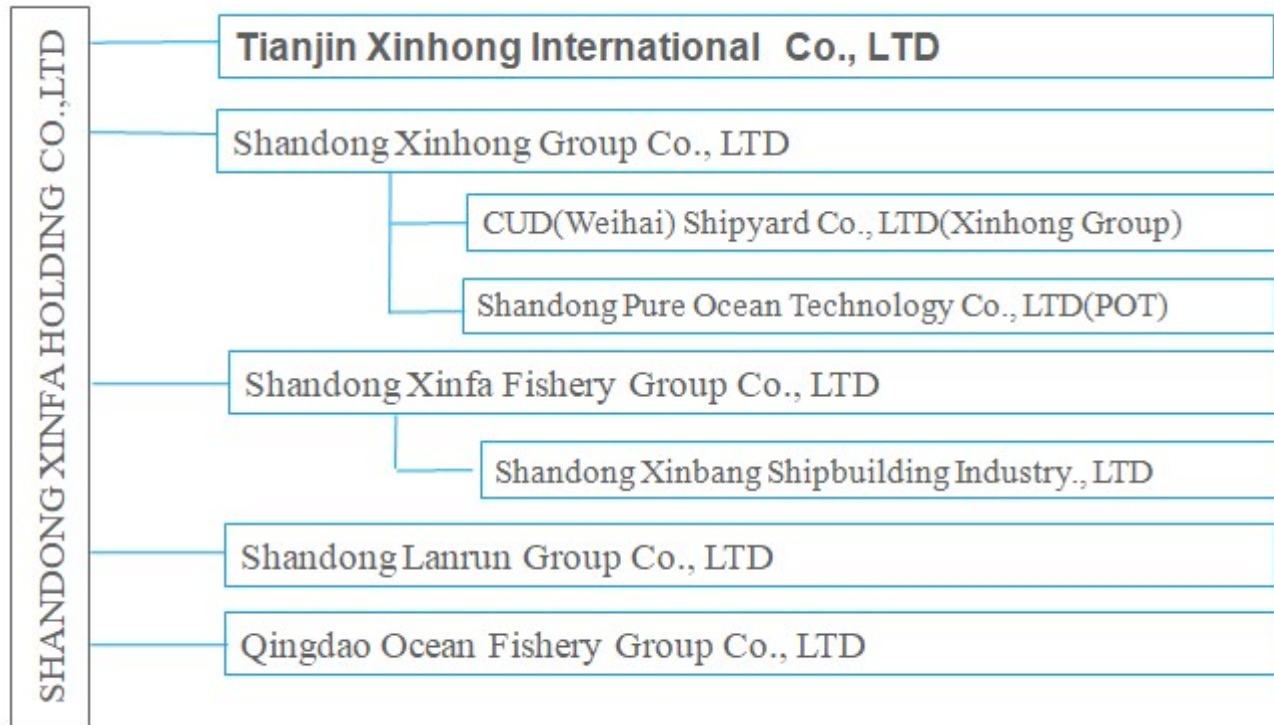 SHANDONG XINFA HOLDING CO.,LTD
Tianjin Xinhong International Co., LTD
Shandong Xinhong Group Co., LTD
CUD(Weihai) Shipyard Co., LTD(Xinhong Group)
Shandong Pure Ocean Technology Co., LTD(POT)
Shandong Xinfa Fishery Group Co., LTD
Shandong Xinbang Shipbuilding Industry., LTD
Shandong Lanrun Group Co., LTD
Qingdao Ocean Fishery Group Co., LTD